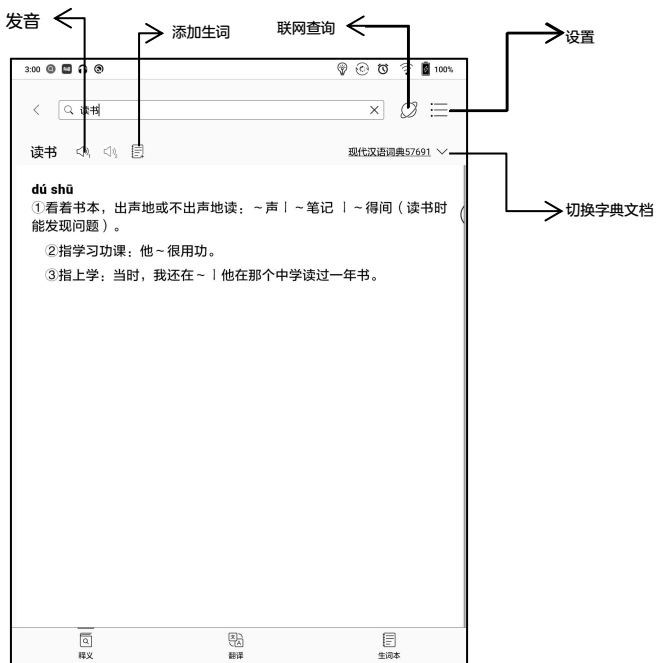 发音
添加生词
联网查询
设置
3:00
100%
读书
读书
现代汉语词典57691
切换字典文档
dú shū
①看着书本，出声地或不出声地读：～声｜～笔记 ｜～得间（读书时
能发现问题）。
②指学习功课：他～很用功。
③指上学：当时，我还在～｜他在那个中学读过一年书。
释义
翻译
生词本